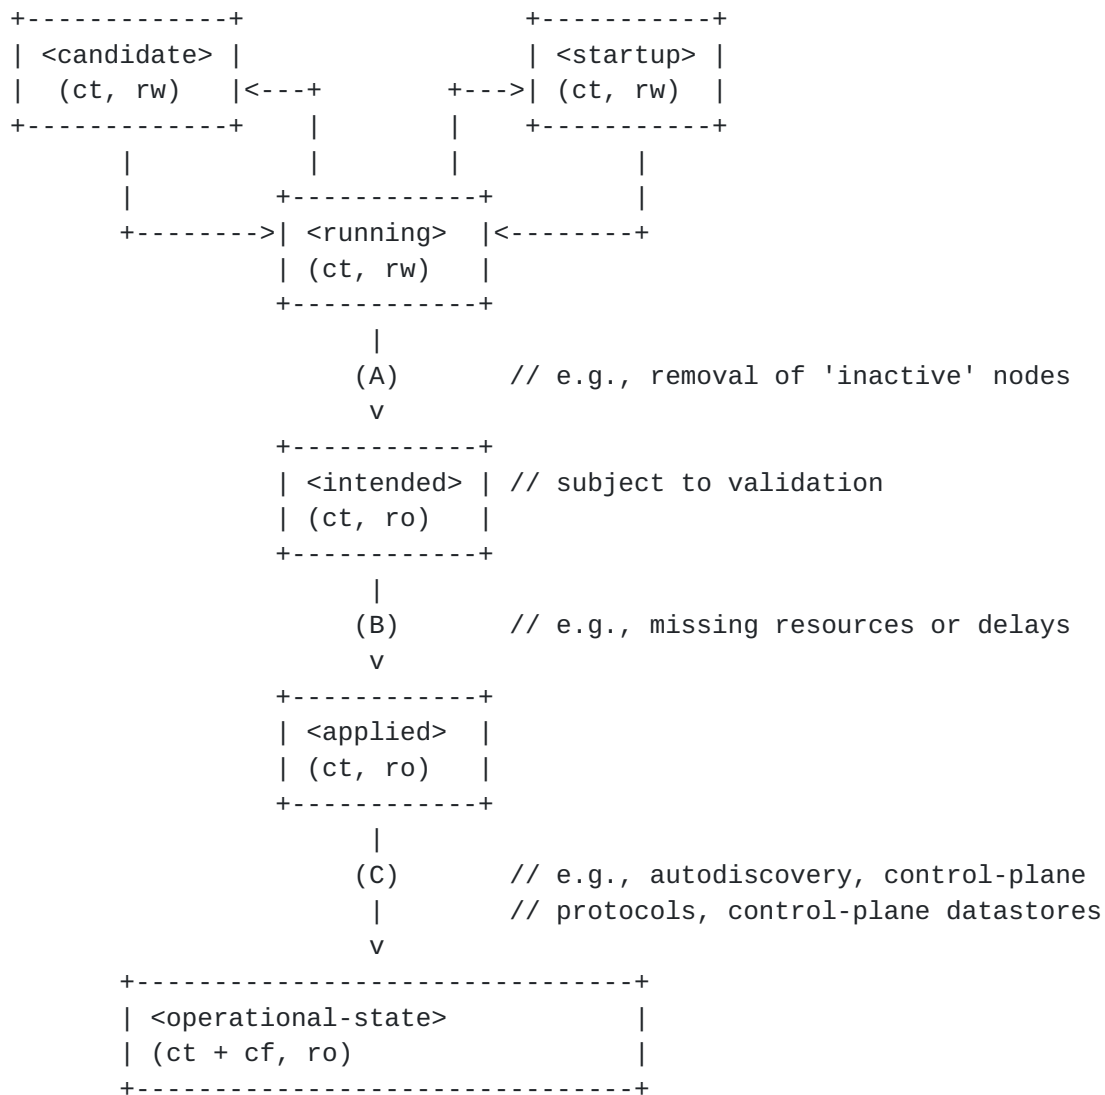 +-------------+                  +-----------+
| <candidate> |                  | <startup> |
|  (ct, rw)   |<---+        +--->| (ct, rw)  |
+-------------+    |        |    +-----------+
       |           |        |           |
       |         +------------+         |
       +-------->| <running>  |<--------+
                 | (ct, rw)   |
                 +------------+
                       |
                      (A)       // e.g., removal of 'inactive' nodes
                       v
                 +------------+
                 | <intended> | // subject to validation
                 | (ct, ro)   |
                 +------------+
                       |
                      (B)       // e.g., missing resources or delays
                       v
                 +------------+
                 | <applied>  |
                 | (ct, ro)   |
                 +------------+
                       |
                      (C)       // e.g., autodiscovery, control-plane
                       |        // protocols, control-plane datastores
                       v
       +--------------------------------+
       | <operational-state>            |
       | (ct + cf, ro)                  |
       +--------------------------------+